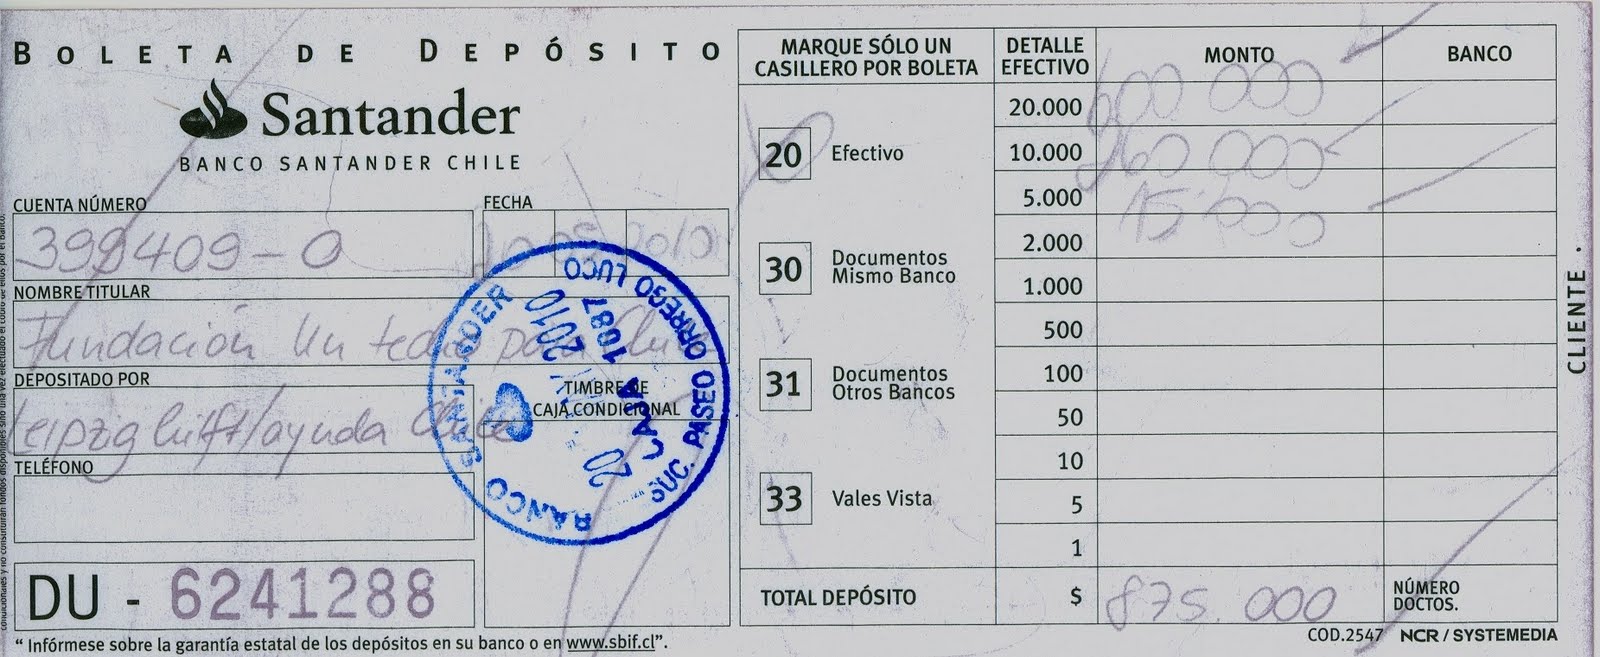 BOLETA DE DEPÓSITO
Santander
BANCO SANTANDER CHILE
CUENTA NÚMERO
399409-0
FECHA
20 05 2010
NOMBRE TITULAR
Fundación Un techo para Chile
DEPOSITADO POR
Leipzig hilft/ayuda Chile
TELÉFONO
TIMBRE DE
CAJA CONDICIONAL
BANCO SANTANDER
SUC. PASEO ORREGO LUCO
20 2010
CAJA 1087
DU - 6241288
“ Infórmese sobre la garantía estatal de los depósitos en su banco o en www.sbif.cl”.
MARQUE SÓLO UN
CASILLERO POR BOLETA
20 Efectivo
30 Documentos
Mismo Banco
31 Documentos
Otros Bancos
33 Vales Vista
DETALLE
EFECTIVO
MONTO
BANCO
20.000 600 000
10.000 260 000
5.000 15 000
2.000
1.000
500
100
50
10
5
1
TOTAL DEPÓSITO $ 875.000
NÚMERO
DOCTOS.
COD.2547 NCR / SYSTEMEDIA
CLIENTE .